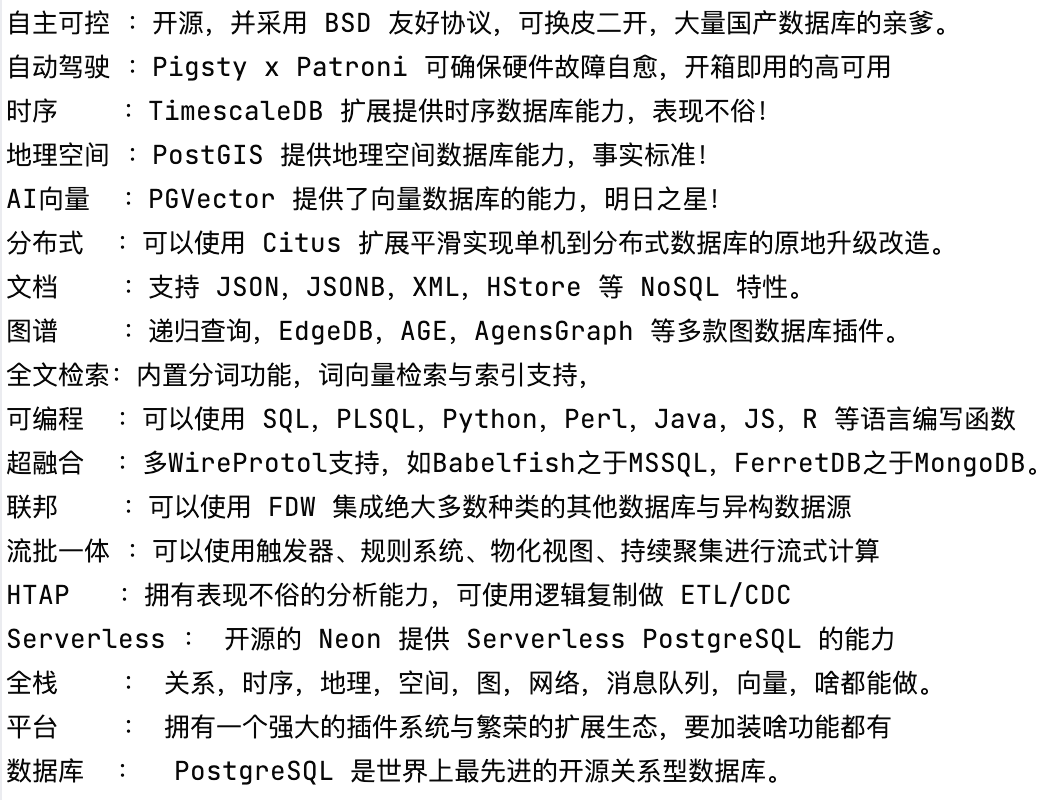 自主可控 : 开源，并采用 BSD 友好协议，可换皮二开，大量国产数据库的亲爹。
自动驾驶 : Pigsty x Patroni 可确保硬件故障自愈，开箱即用的高可用
时序 : TimescaleDB 扩展提供时序数据库能力，表现不俗！
地理空间 : PostGIS 提供地理空间数据库能力，事实标准！
AI向量 : PGVector 提供了向量数据库的能力，明日之星！
分布式 : 可以使用 Citus 扩展平滑实现单机到分布式数据库的原地升级改造。
文档 : 支持 JSON，JSONB，XML，HStore 等 NoSQL 特性。
图谱 : 递归查询，EdgeDB，AGE，AgensGraph 等多款图数据库插件。
全文检索: 内置分词功能，词向量检索与索引支持，
可编程 : 可以使用 SQL，PLSQL，Python，Perl，Java，JS，R 等语言编写函数
超融合 : 多WireProtol支持，如Babelfish之于MSSQL，FerretDB之于MongoDB。
联邦 : 可以使用 FDW 集成绝大多数种类的其他数据库与异构数据源
流批一体 : 可以使用触发器、规则系统、物化视图、持续聚集进行流式计算
HTAP : 拥有表现不俗的分析能力，可使用逻辑复制做 ETL/CDC
Serverless : 开源的 Neon 提供 Serverless PostgreSQL 的能力
全栈 : 关系，时序，地理，空间，图，网络，消息队列，向量，啥都能做。
平台 : 拥有一个强大的插件系统与繁荣的扩展生态，要加装啥功能都有
数据库 : PostgreSQL 是世界上最先进的开源关系型数据库。